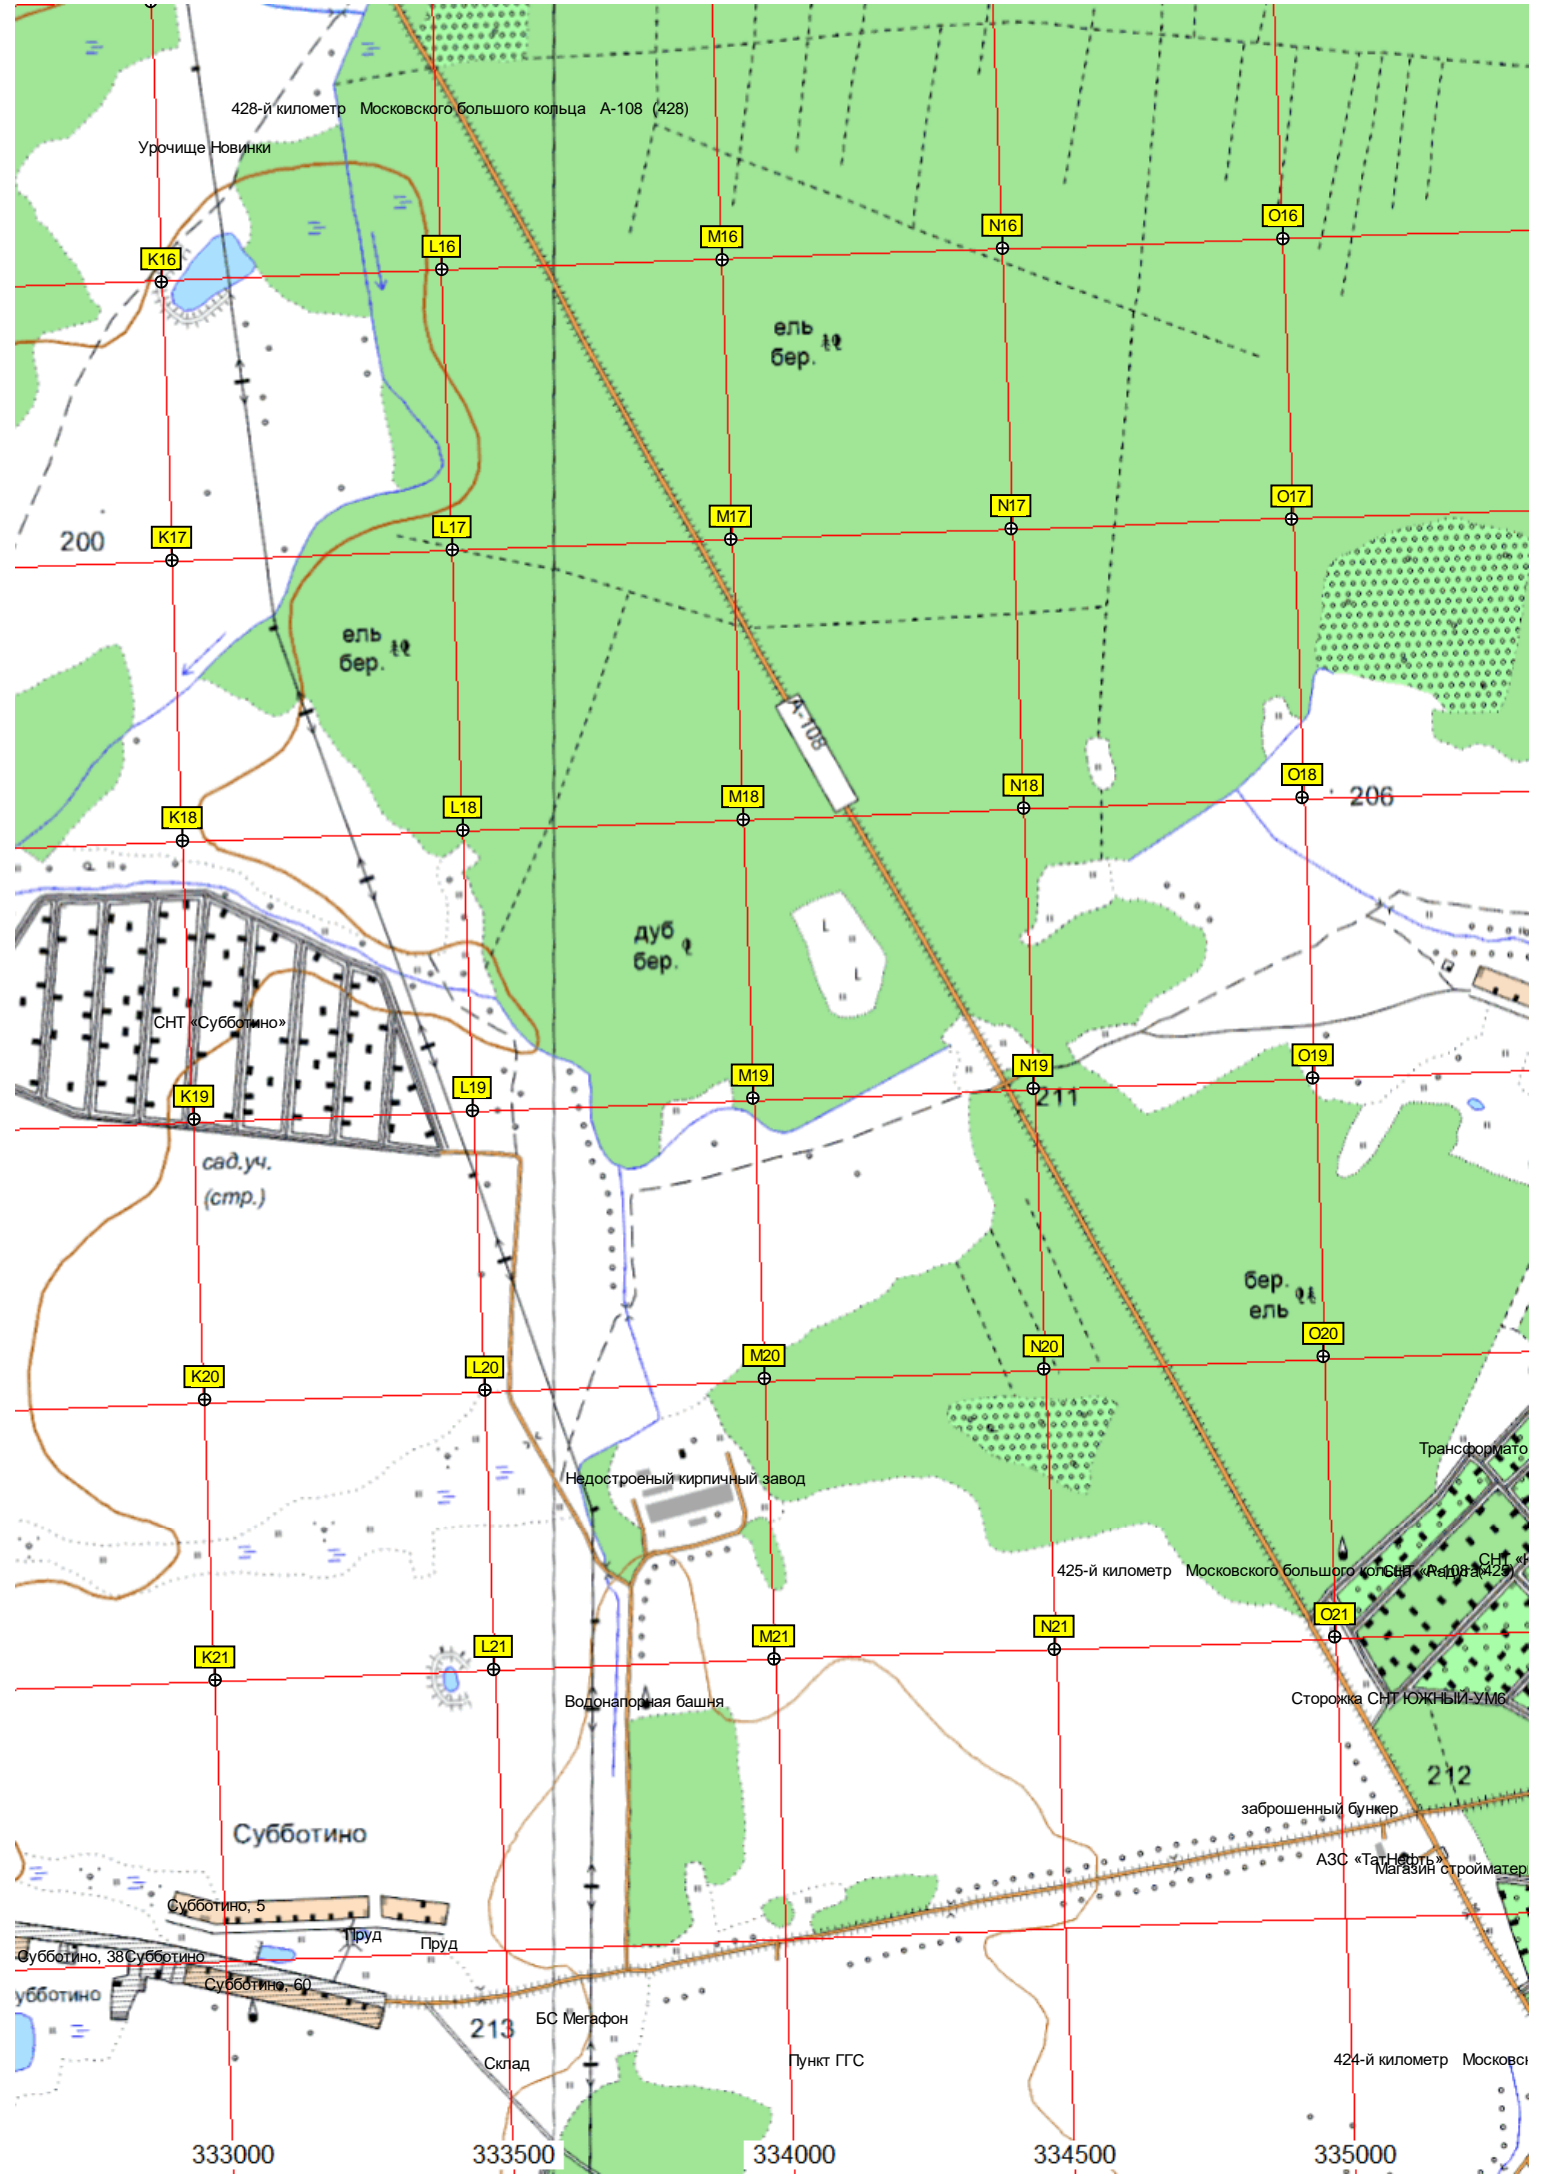 428-й километр Московского большого кольца А-108 (428)
Урочище Новинки
K16
L16
M16
N16
O16
ель
бер.
K17
L17
M17
N17
O17
200
ель
бер.
А-108
K18
L18
M18
N18
O18
206
дуб
бер.
СНТ «Субботино»
K19
L19
M19
N19
O19
211
сад.уч.
(стр.)
бер.
ель
K20
L20
M20
N20
O20
Трансформато
Недостроеный кирпичный завод
425-й километр Московского большого
K21
L21
M21
N21
O21
Водонапорная башня
Сторожка СНТ ЮЖНЫЙ-УМ6
212
заброшенный бункер
Субботино
АЗС «ТатНефть»
Магазин стройматер
Субботино, 5
Пруд
Пруд
Субботино, 38
Субботино
Субботино, 60
убботино
213
БС Мегафон
Склад
Пункт ГГС
424-й километр Московск
333000
333500
334000
334500
335000